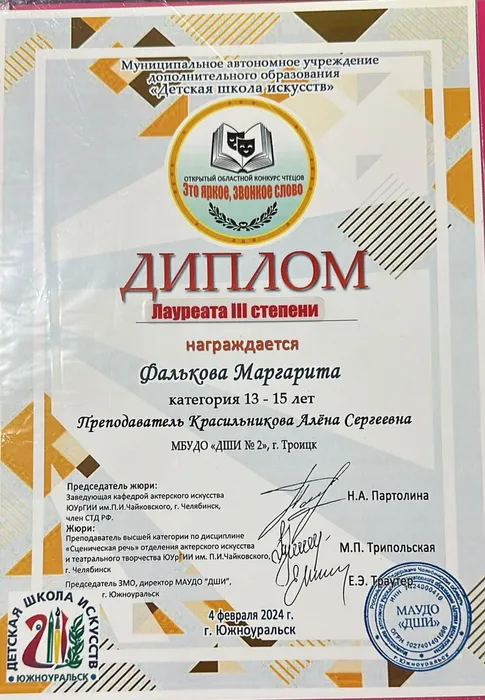 Муниципальное автономное учреждение
дополнительного образования
«Детская школа искусств»
ОТКРЫТЫЙ ОБЛАСТНОЙ КОНКУРС ЧТЕЦОВ
Это яркое, звонкое слово
ДИПЛОМ
Лауреата III степени
награждается
Фалькова Маргарита
категория 13 - 15 лет
Преподаватель Красильникова Алёна Сергеевна
МБУДО «ДШИ № 2», г. Троицк
Председатель жюри:
Заведующая кафедрой актерского искусства
ЮУрГИИ им.П.И.Чайковского, г. Челябинск,
член СТД РФ.
Н.А. Партолина
Жюри:
Преподаватель высшей категории по дисциплине
«Сценическая речь» отделения актерского искусства
и театрального творчества ЮУрГИИ им. П.И.Чайковского,
г. Челябинск
М.П. Трипольская
Председатель ЗМО, директор МАУДО "ДШИ",
г. Южноуральск
Е.Э. Траутер
4 февраля 2024 г.
г. Южноуральск
ДЕТСКАЯ ШКОЛА ИСКУССТВ
ЮЖНОУРАЛЬСК
МАУДО
«ДШИ»